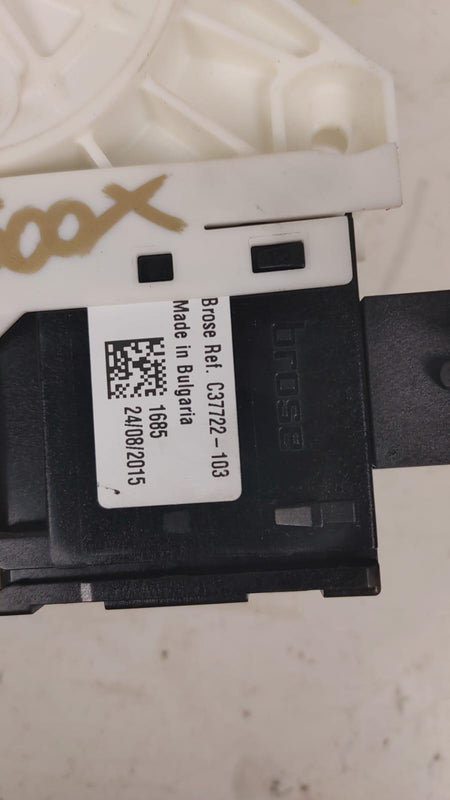 Brose Ref. C37722-103
Made in Bulgaria
1685
24/08/2015
brose